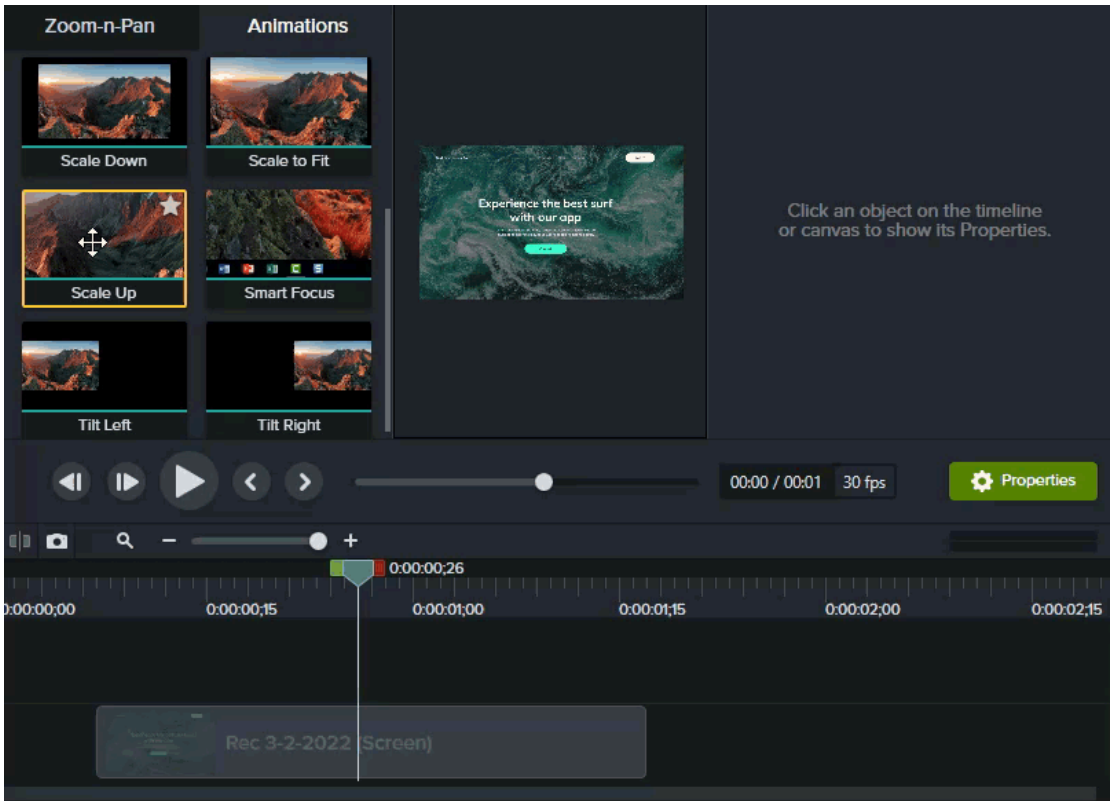 Zoom-n-Pan
Animations
Scale Down
Scale to Fit
Scale Up
Smart Focus
Tilt Left
Tilt Right
Experience the best surf
with our app
Click an object on the timeline
or canvas to show its Properties.
00:00 / 00:01
30 fps
Properties
0:00:00;26
0:00:00;00
0:00:00;15
0:00:01;00
0:00:01;15
0:00:02;00
0:00:02;15
Rec 3-2-2022 (Screen)